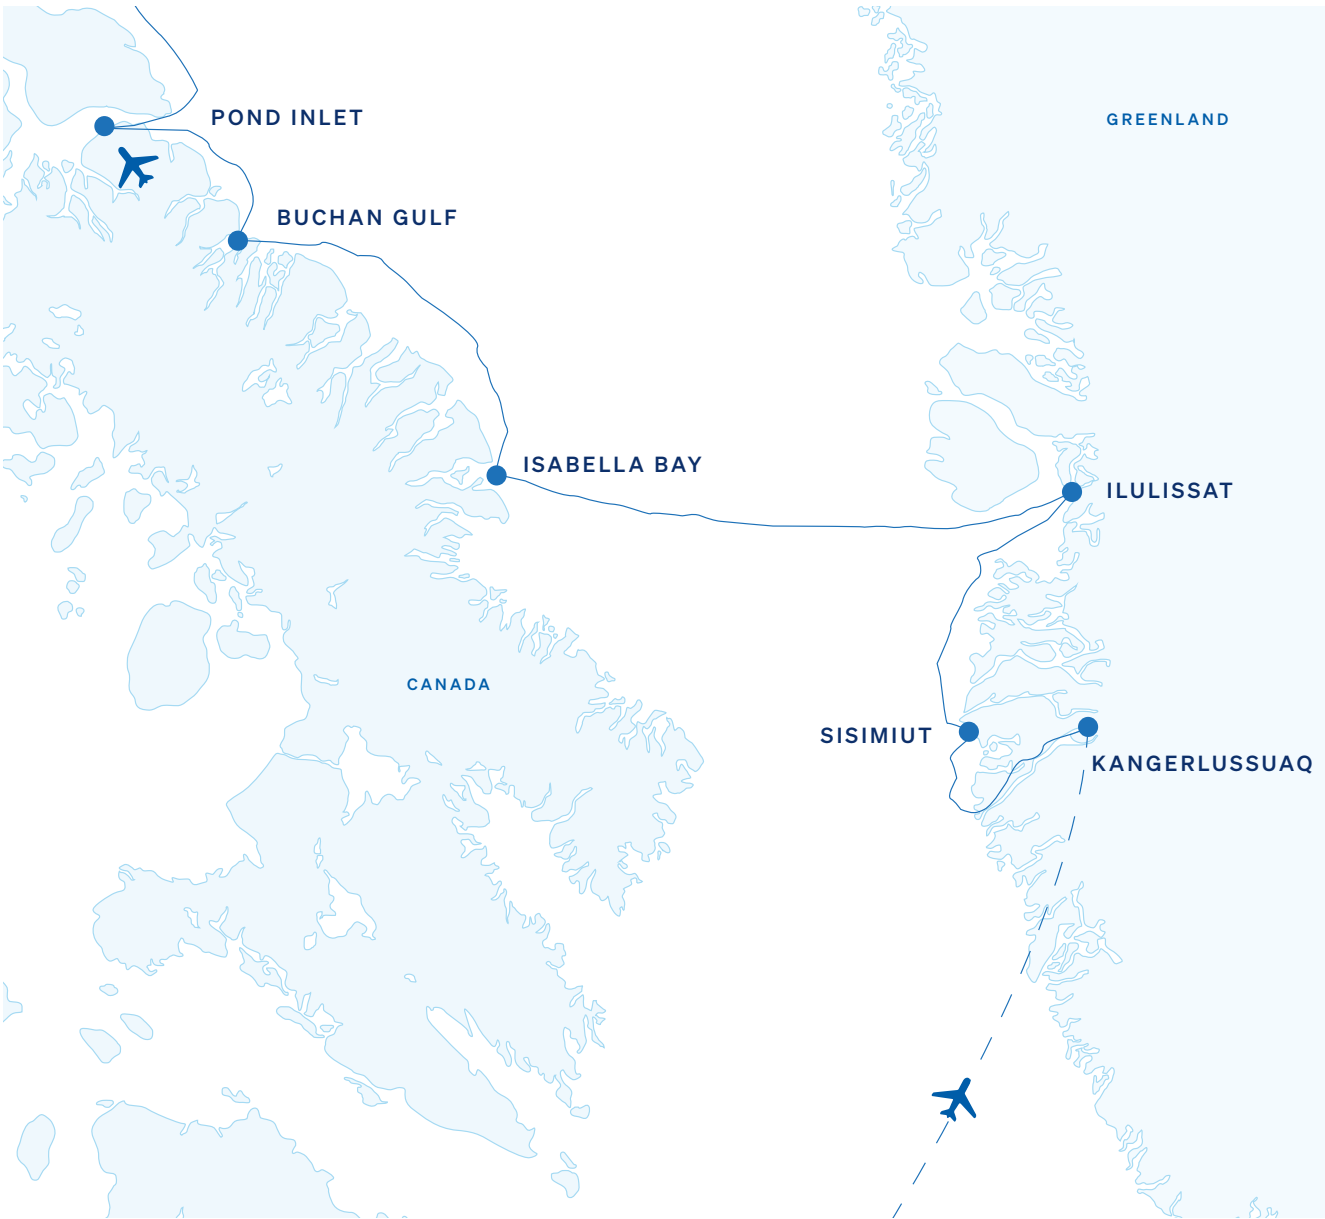 POND INLET
GREENLAND
BUCHAN GULF
ISABELLA BAY
ILULISSAT
CANADA
SISIMIUT
KANGERLUSSUAQ